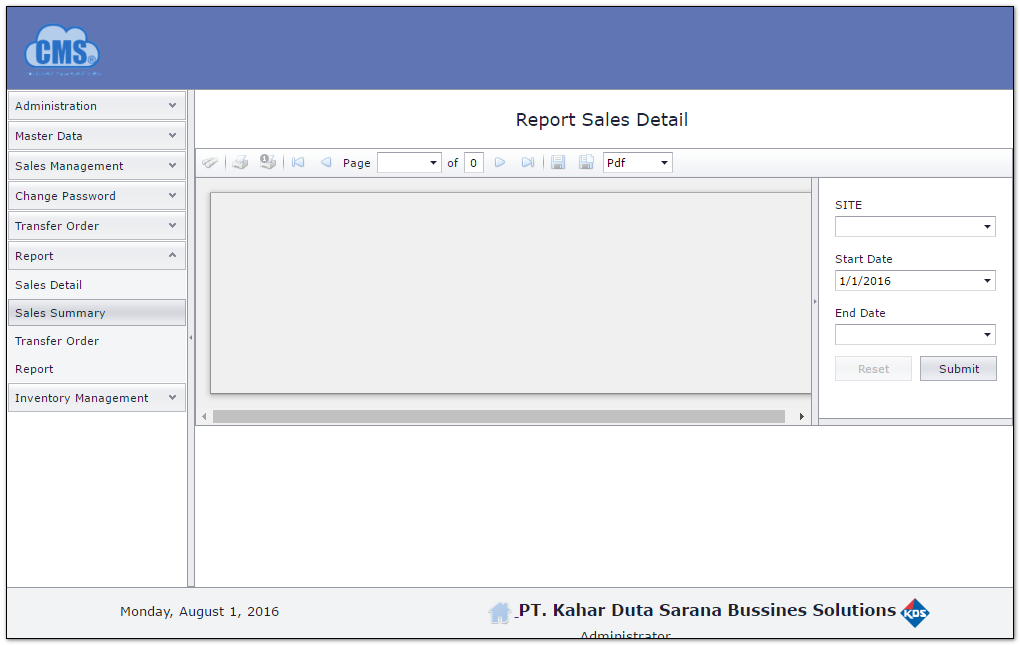 CMS®
Administration
Master Data
Sales Management
Change Password
Transfer Order
Report
Sales Detail
Sales Summary
Transfer Order
Report
Inventory Management
Report Sales Detail
Page of 0 Pdf
SITE
Start Date
1/1/2016
End Date
Reset Submit
Monday, August 1, 2016
PT. Kahar Duta Sarana Bussines Solutions KDS
Administrator